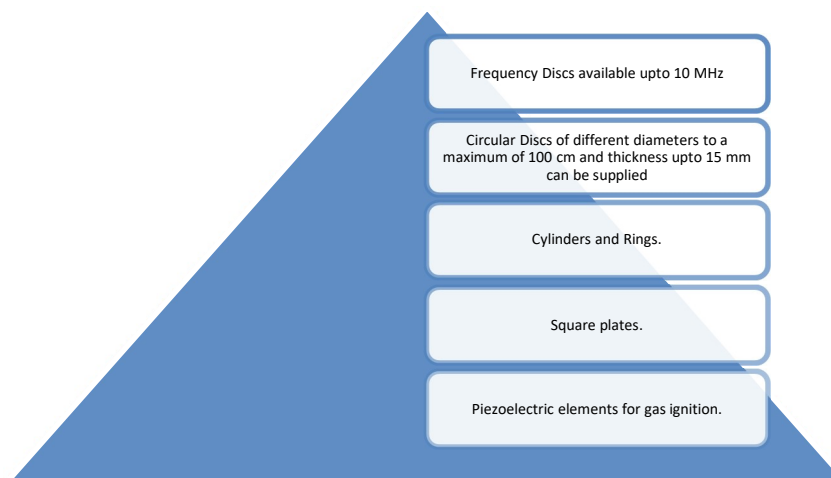 Frequency Discs available upto 10 MHz
Circular Discs of different diameters to a
maximum of 100 cm and thickness upto 15 mm
can be supplied
Cylinders and Rings.
Square plates.
Piezoelectric elements for gas ignition.